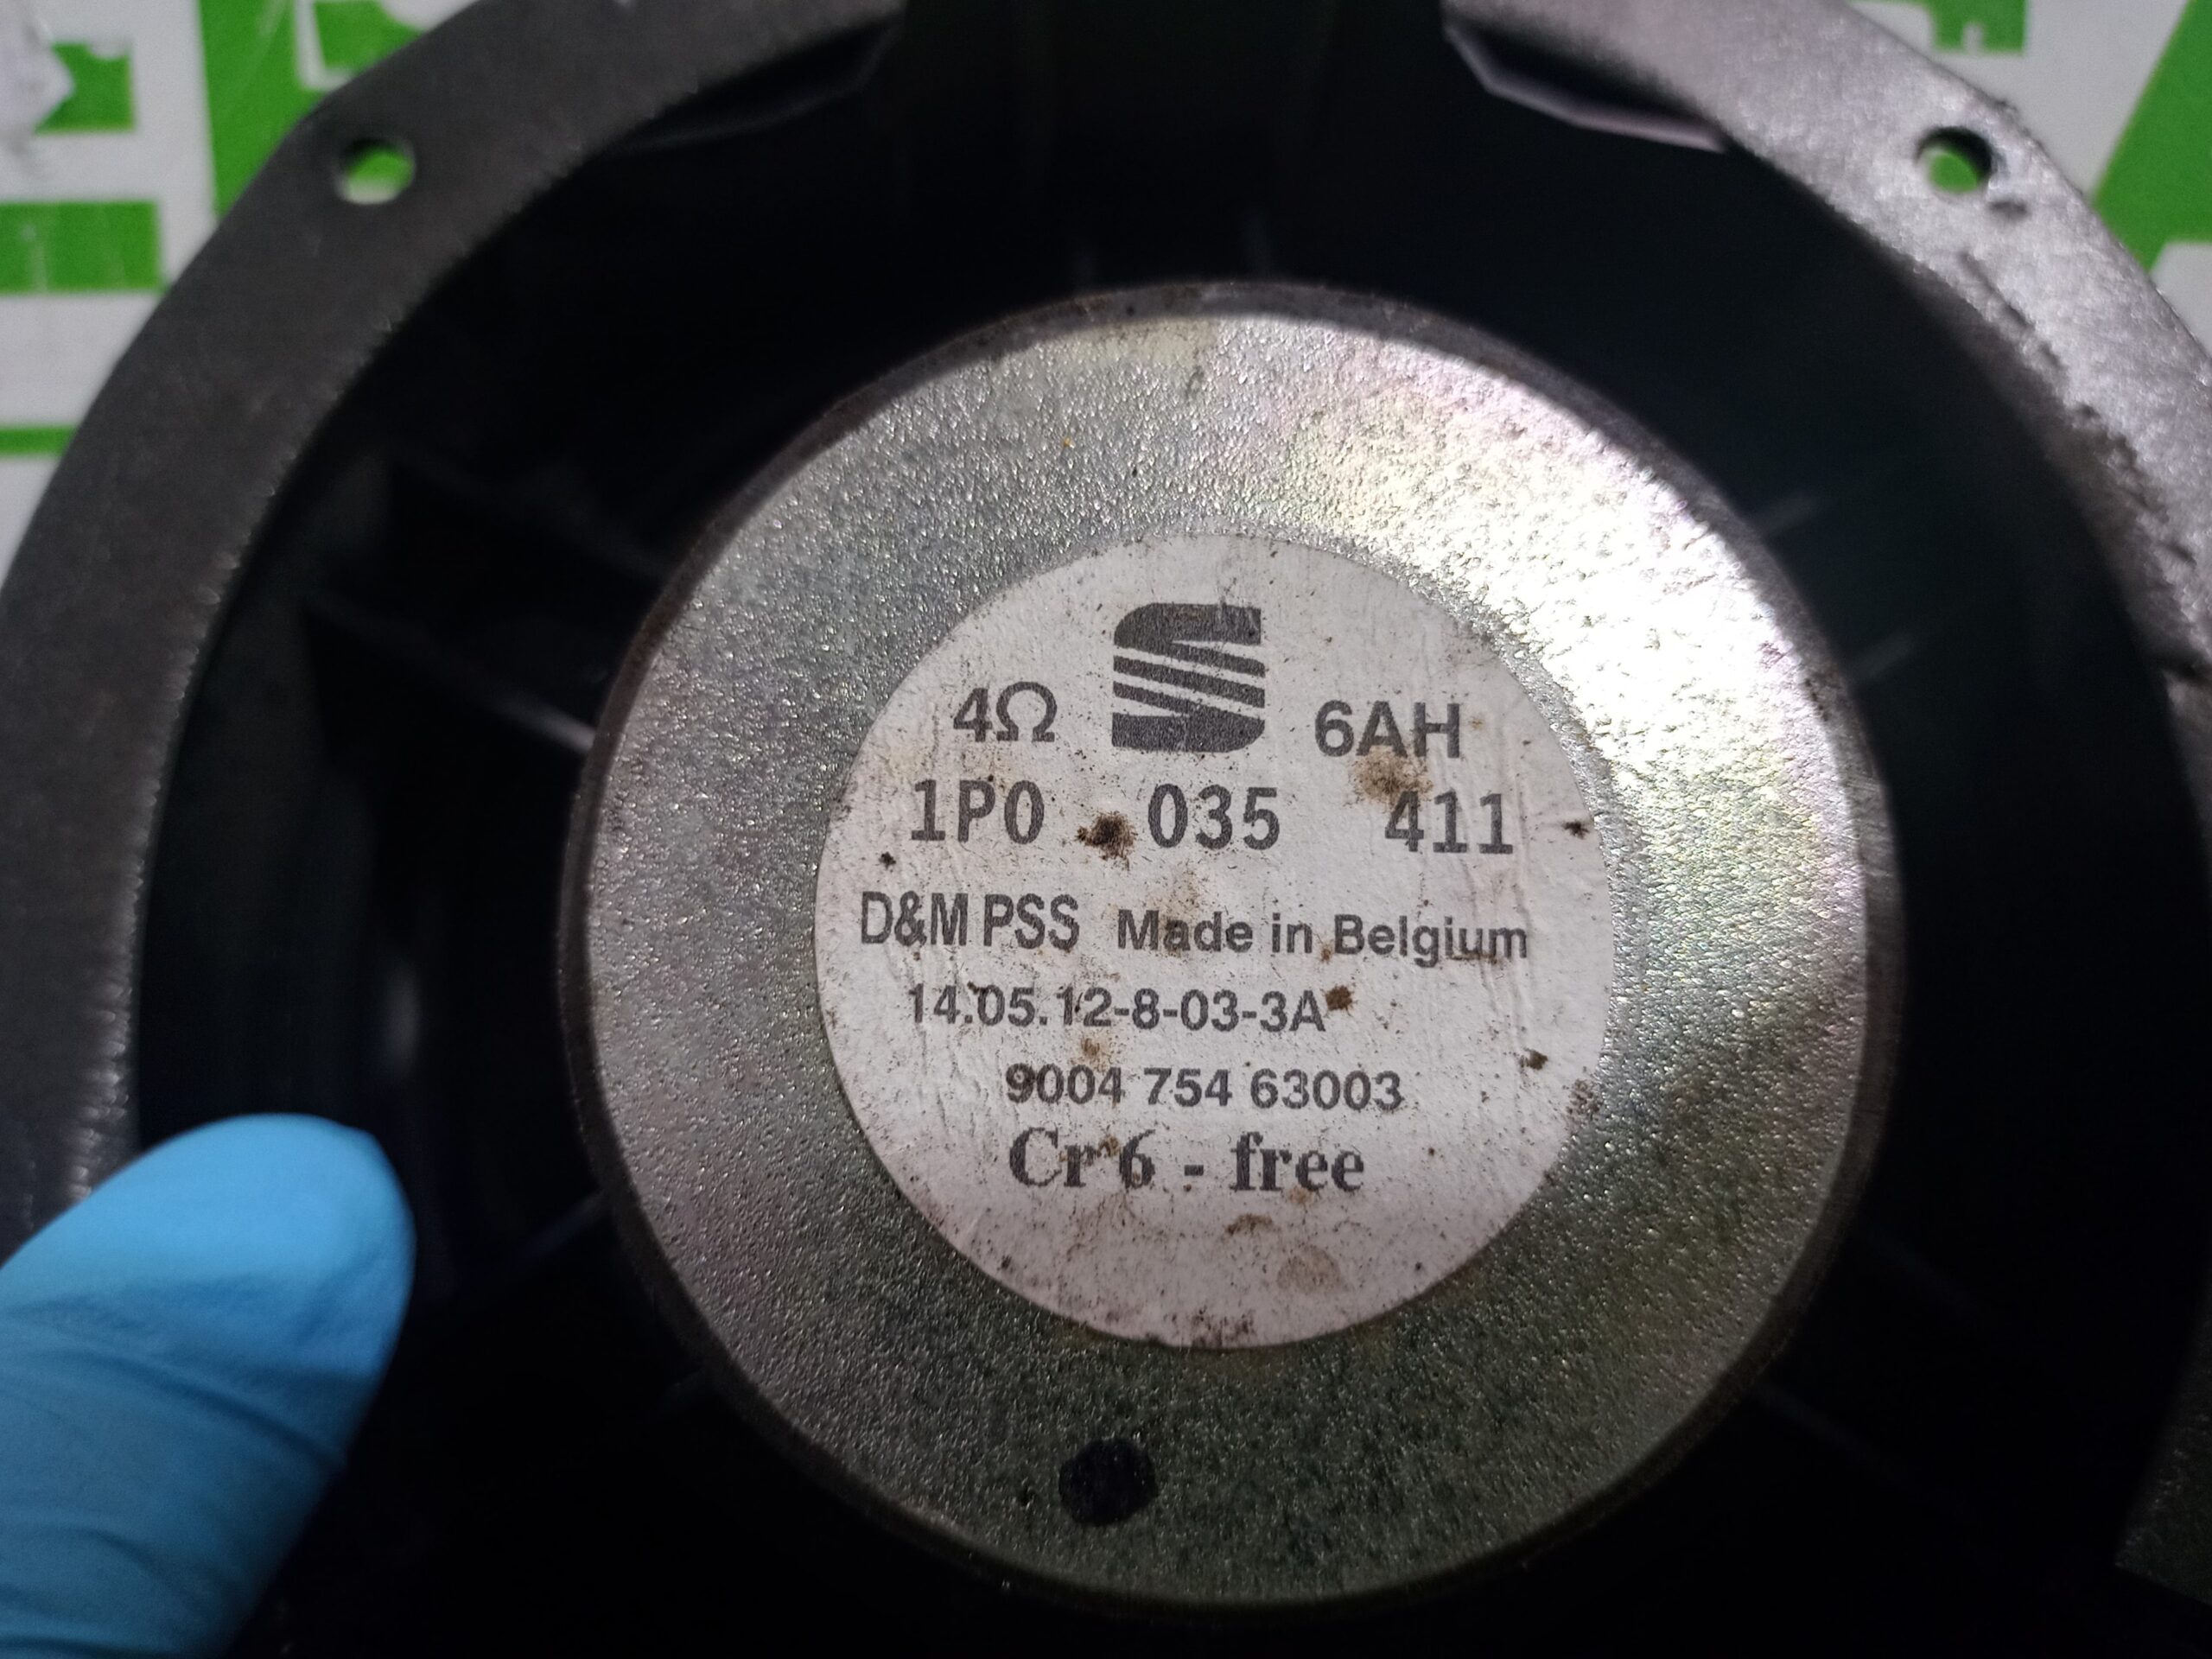 4Ω 6AH
1P0 035 411
D&M PSS Made in Belgium
14.05.12-8-03-3A
9004 754 63003
Cr 6 - free